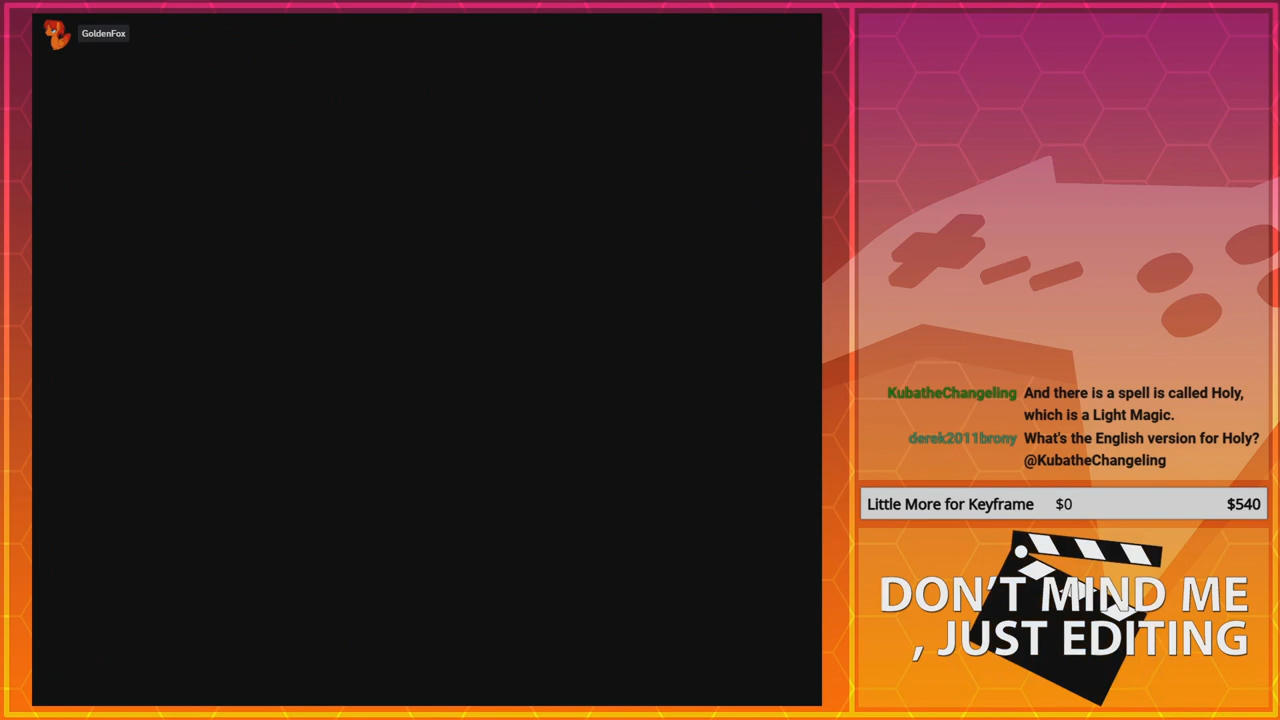 GoldenFox
KubatheChangeling And there is a spell is called Holy,
which is a Light Magic.
derek2011brony What's the English version for Holy?
@KubatheChangeling
Little More for Keyframe $0 $540
DON'T MIND ME
, JUST EDITING